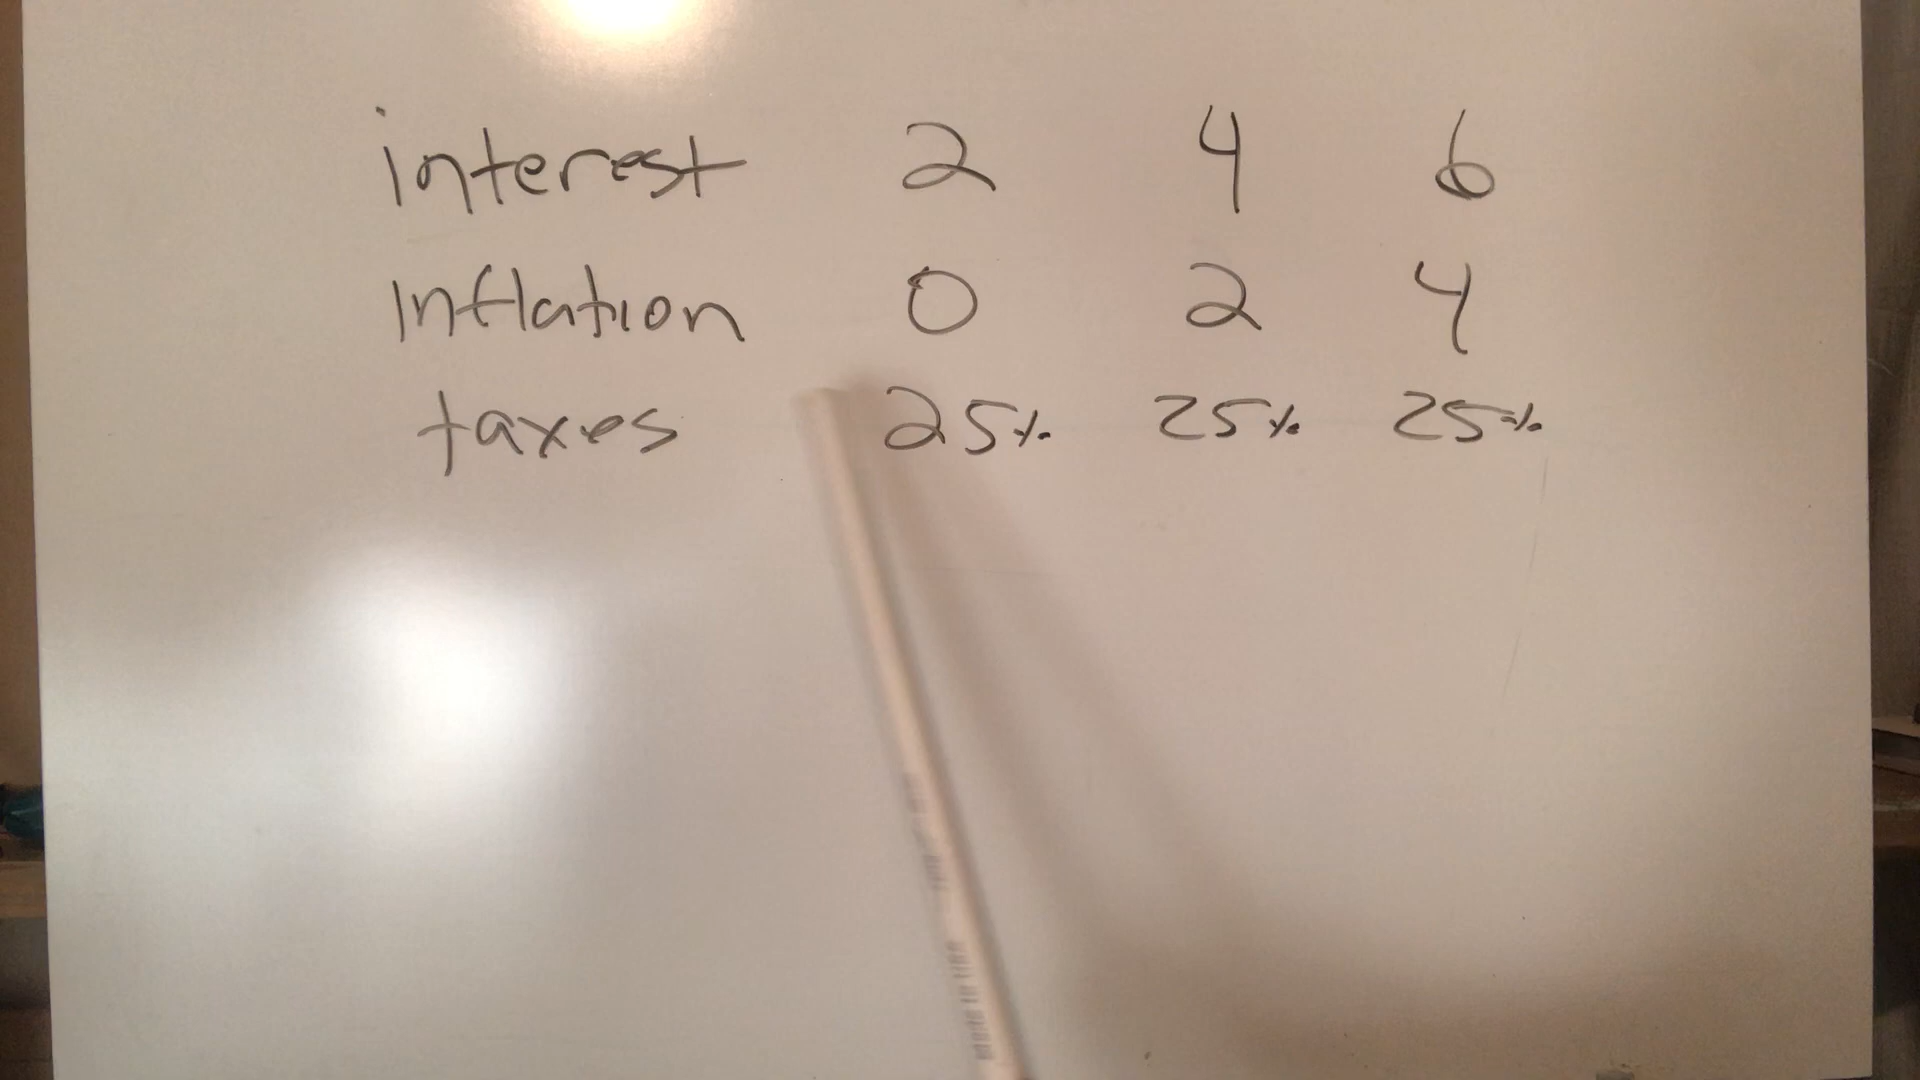 interest 2 4 6
Inflation 0 2 4
taxes 25% 25% 25%